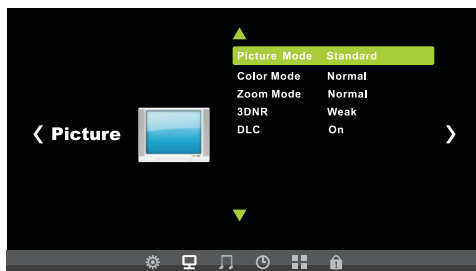 Picture Mode Standard
Color Mode Normal
Picture
Zoom Mode Normal
3DNR Weak
DLC On